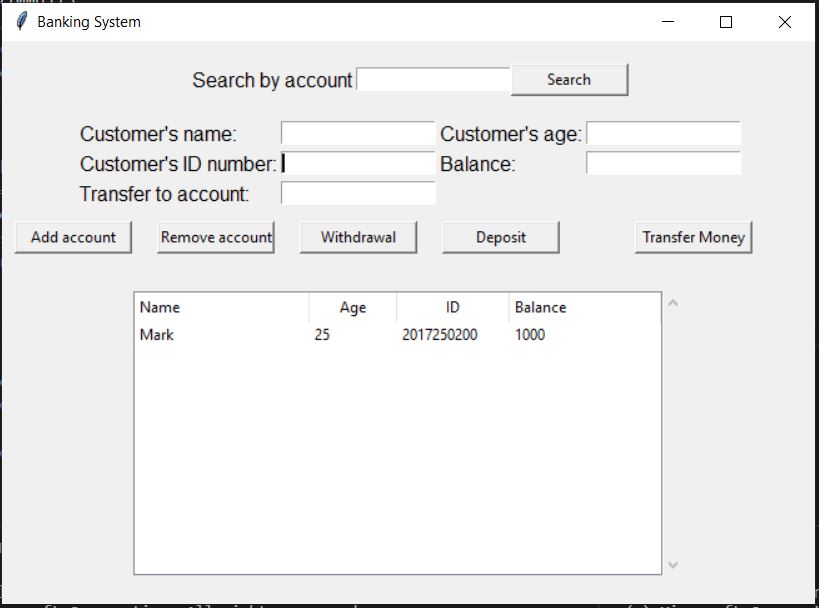 Banking System
Search by account Search
Customer's name: Customer's age:
Customer's ID number: Balance:
Transfer to account:
Add account Remove account Withdrawal Deposit Transfer Money
Name Age ID Balance
Mark 25 2017250200 1000